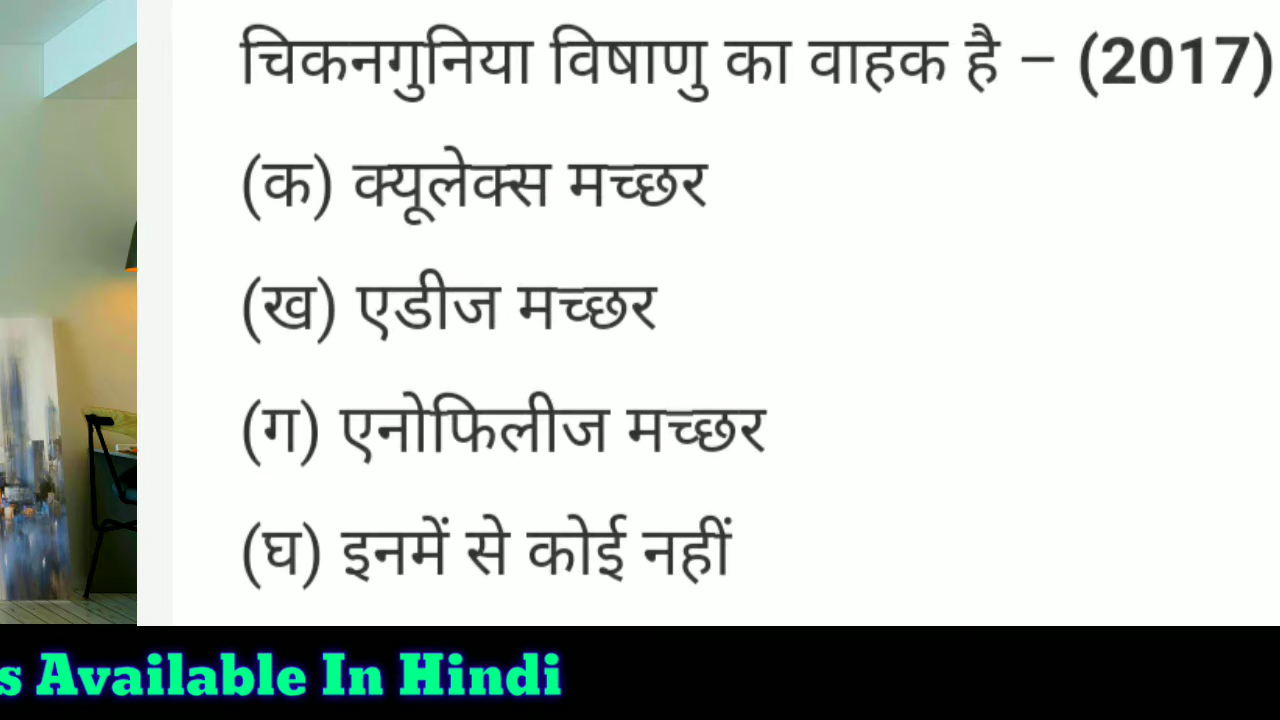 चिकनगुनिया विषाणु का वाहक है – (2017)
(क) क्यूलेक्स मच्छर
(ख) एडीज मच्छर
(ग) एनोफिलीज मच्छर
(घ) इनमें से कोई नहीं
s Available In Hindi